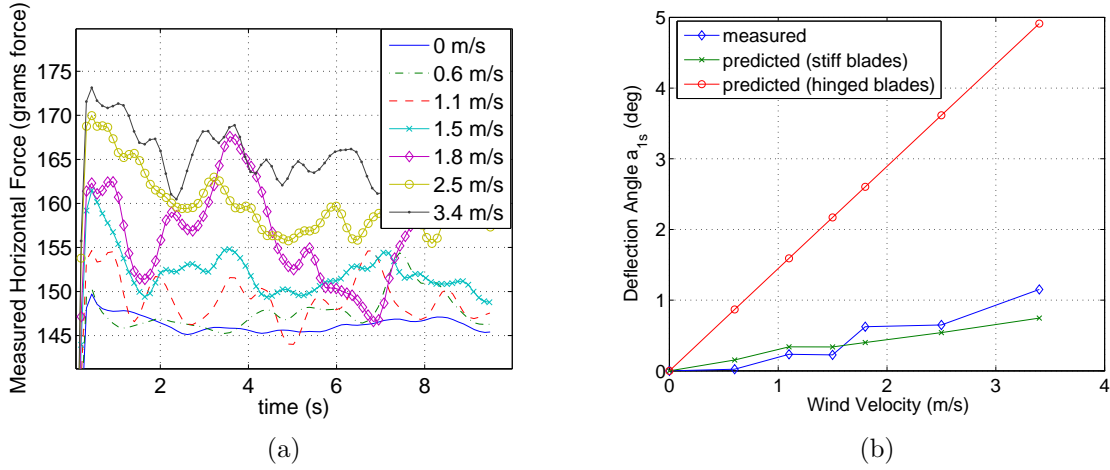 Measured Horizontal Force (grams force)
175
170
165
160
155
150
145
2
4
6
8
time (s)
0 m/s
0.6 m/s
1.1 m/s
1.5 m/s
1.8 m/s
2.5 m/s
3.4 m/s
(a)
Deflection Angle a1s (deg)
5
4
3
2
1
0
0
1
2
3
4
Wind Velocity (m/s)
measured
predicted (stiff blades)
predicted (hinged blades)
(b)